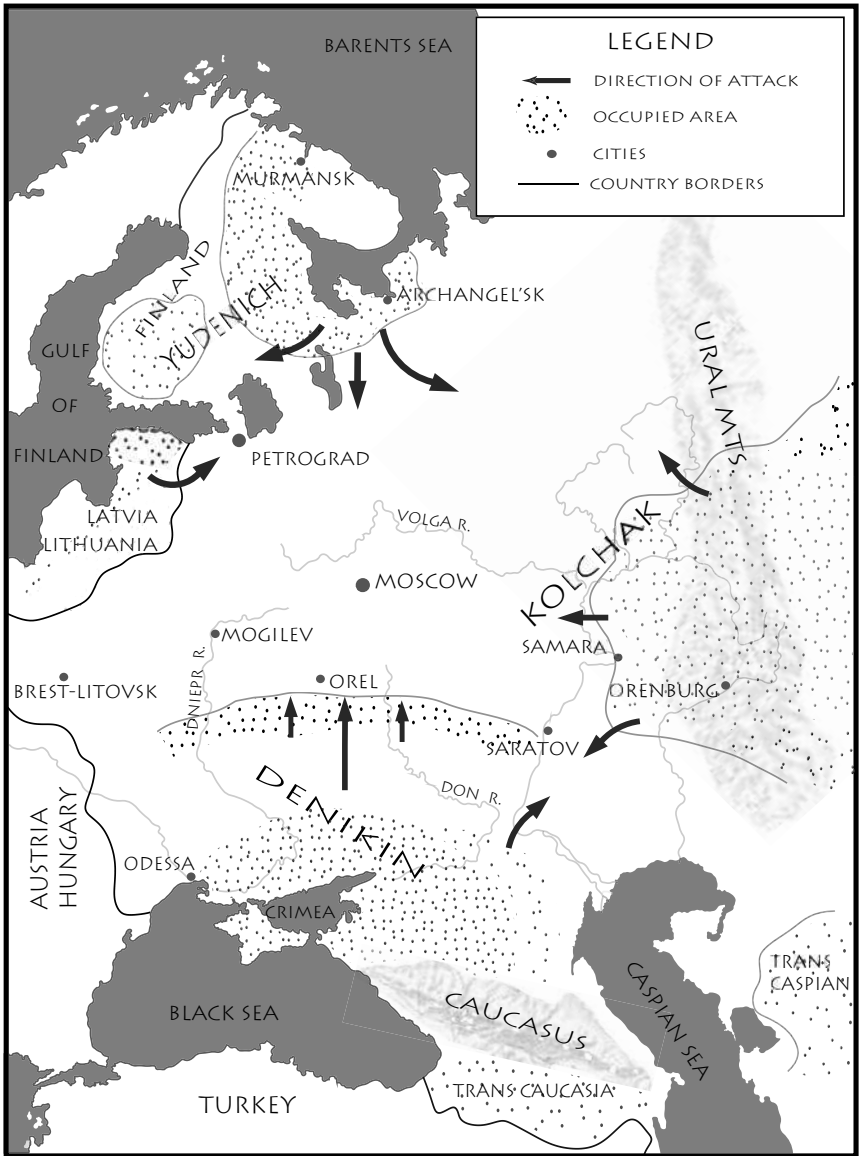 BARENTS SEA
LEGEND
DIRECTION OF ATTACK
OCCUPIED AREA
CITIES
COUNTRY BORDERS
MURMANSK
FINLAND
YUDENICH
ARCHANGEL'SK
GULF
OF
FINLAND
URAL MTS
PETROGRAD
LATVIA
LITHUANIA
VOLGA R.
KOLCHAK
MOSCOW
MOGILEV
SAMARA
DNIEPR R.
OREL
BREST-LITOVSK
ORENBURG
SARATOV
DENIKIN
DON R.
AUSTRIA
HUNGARY
ODESSA
CRIMEA
TRANS
CASPIAN
CASPIAN SEA
CAUCASUS
BLACK SEA
TRANS CAUCASIA
TURKEY